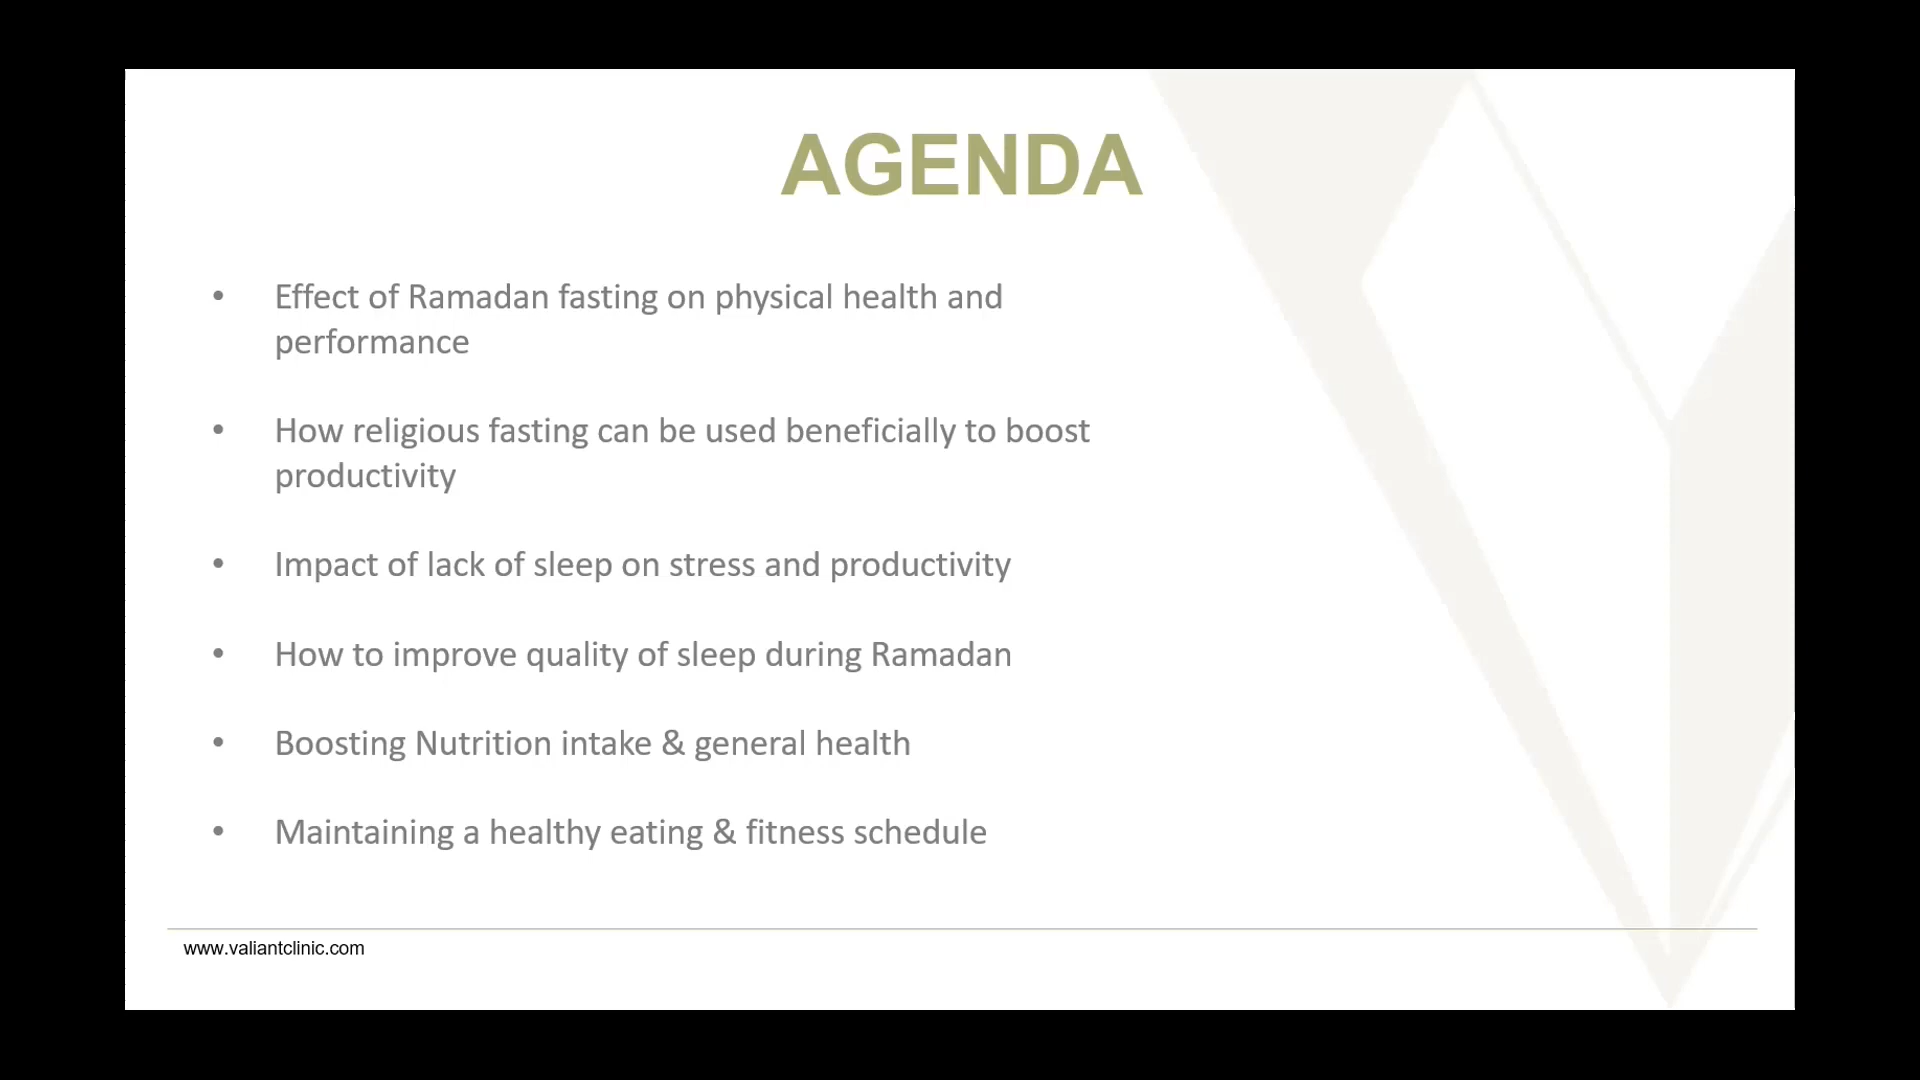 AGENDA
• Effect of Ramadan fasting on physical health and
performance
• How religious fasting can be used beneficially to boost
productivity
• Impact of lack of sleep on stress and productivity
• How to improve quality of sleep during Ramadan
• Boosting Nutrition intake & general health
• Maintaining a healthy eating & fitness schedule
www.valiantclinic.com